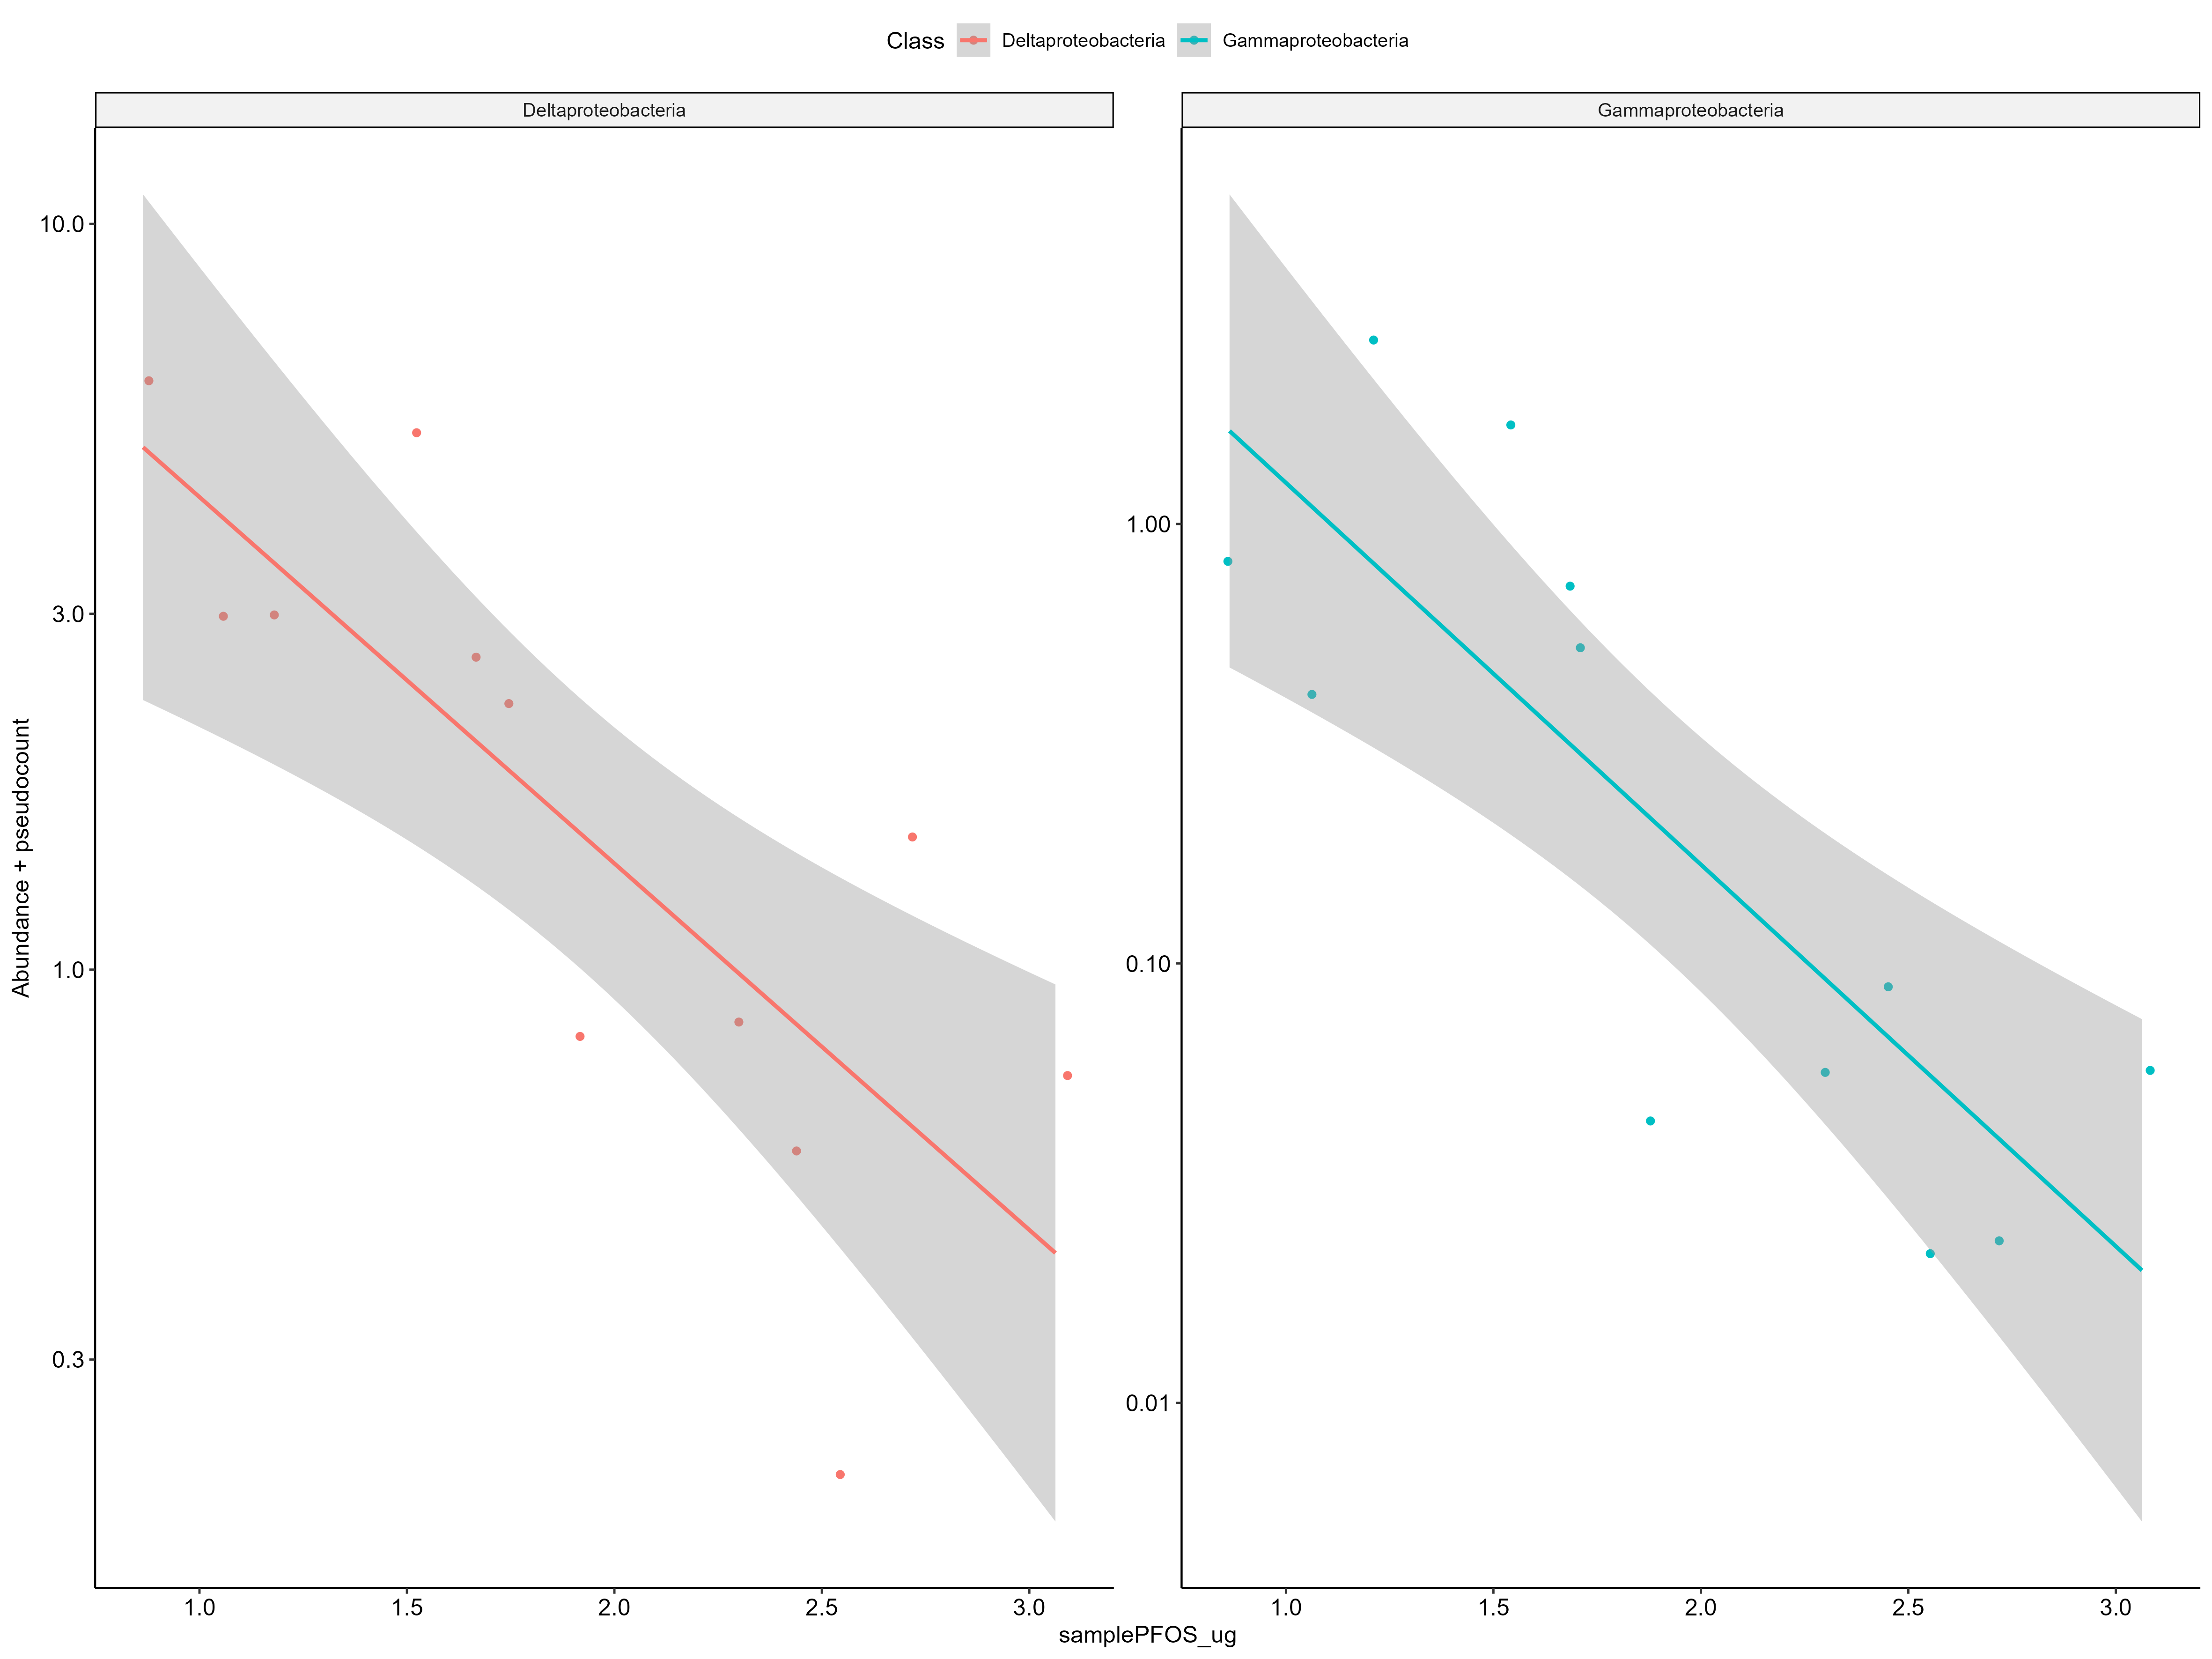 Class Deltaproteobacteria Gammaproteobacteria
Deltaproteobacteria
Gammaproteobacteria
Abundance + pseudocount
10.0
3.0
1.0
0.3
1.00
0.10
0.01
1.0 1.5 2.0 2.5 3.0
1.0 1.5 2.0 2.5 3.0
samplePFOS_ug